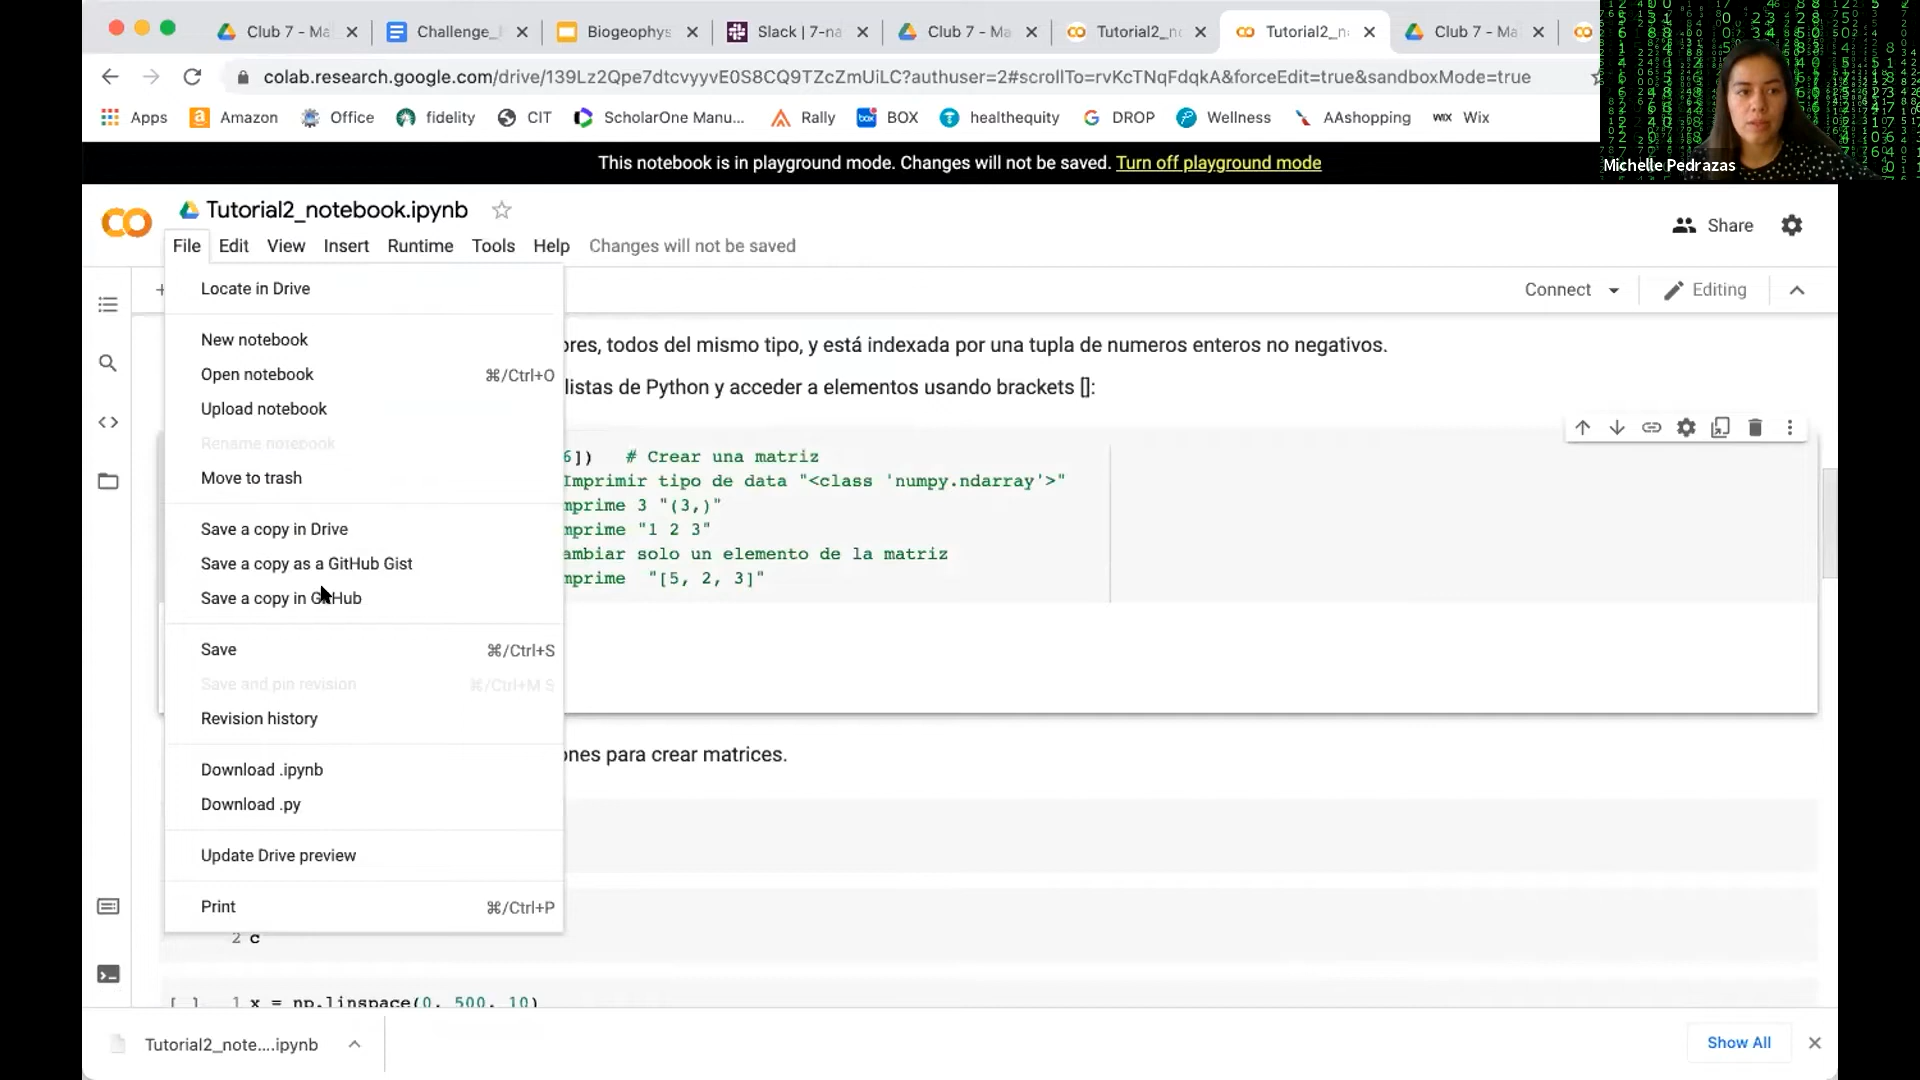 Club 7 - Ma
Challenge_
Biogeophys
Slack | 7-na
Club 7 - Ma
Tutorial2_n
Tutorial2_n
Club 7 - Ma
colab.research.google.com/drive/139Lz2Qpe7dtcvyyvE0S8CQ9TZcZmUiLC?authuser=2#scrollTo=rvKcTNqFdqkA&forceEdit=true&sandboxMode=true
Apps
Amazon
Office
fidelity
CIT
ScholarOne Manu...
Rally
BOX
healthequity
DROP
Wellness
AAshopping
Wix
Michelle Pedrazas
This notebook is in playground mode. Changes will not be saved. Turn off playground mode
Tutorial2_notebook.ipynb
File Edit View Insert Runtime Tools Help Changes will not be saved
Share
Connect
Editing
Locate in Drive
New notebook
Open notebook ⌘/Ctrl+O
Upload notebook
Rename notebook
Move to trash
Save a copy in Drive
Save a copy as a GitHub Gist
Save a copy in GitHub
Save ⌘/Ctrl+S
Save and pin revision ⌘/Ctrl+M S
Revision history
Download .ipynb
Download .py
Update Drive preview
Print ⌘/Ctrl+P
ores, todos del mismo tipo, y está indexada por una tupla de numeros enteros no negativos.
listas de Python y acceder a elementos usando brackets []:
6]) # Crear una matriz
Imprimir tipo de data "<class 'numpy.ndarray'>"
mprime 3 "(3,)"
mprime "1 2 3"
ambiar solo un elemento de la matriz
mprime "[5, 2, 3]"
ones para crear matrices.
2 c
[ ] 1 x = np.linspace(0, 500, 10)
Tutorial2_note....ipynb
Show All